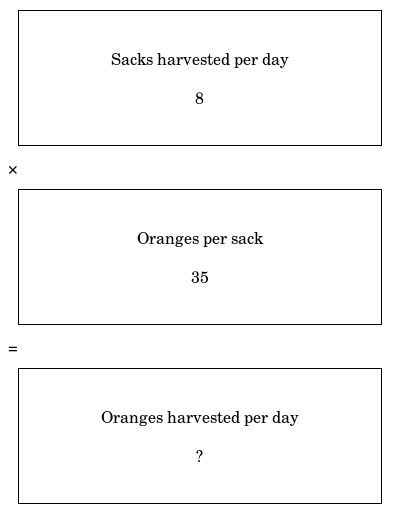 Sacks harvested per day
8
×
Oranges per sack
35
=
Oranges harvested per day
?